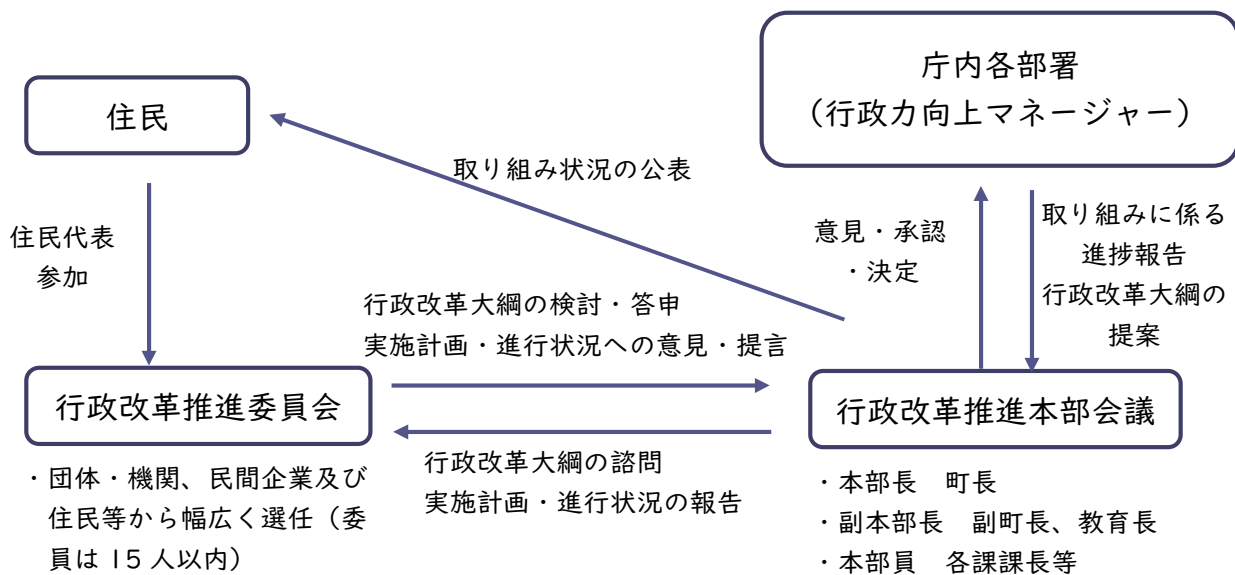 庁内各部署
（行政力向上マネージャー）
住民
取り組み状況の公表
住民代表
参加
意見・承認
・決定
取り組みに係る
進捗報告
行政改革大綱の
提案
行政改革大綱の検討・答申
実施計画・進行状況への意見・提言
行政改革推進委員会
行政改革推進本部会議
行政改革大綱の諮問
実施計画・進行状況の報告
・団体・機関、民間企業及び
住民等から幅広く選任（委
員は 15 人以内）
・本部長　町長
・副本部長　副町長、教育長
・本部員　各課課長等